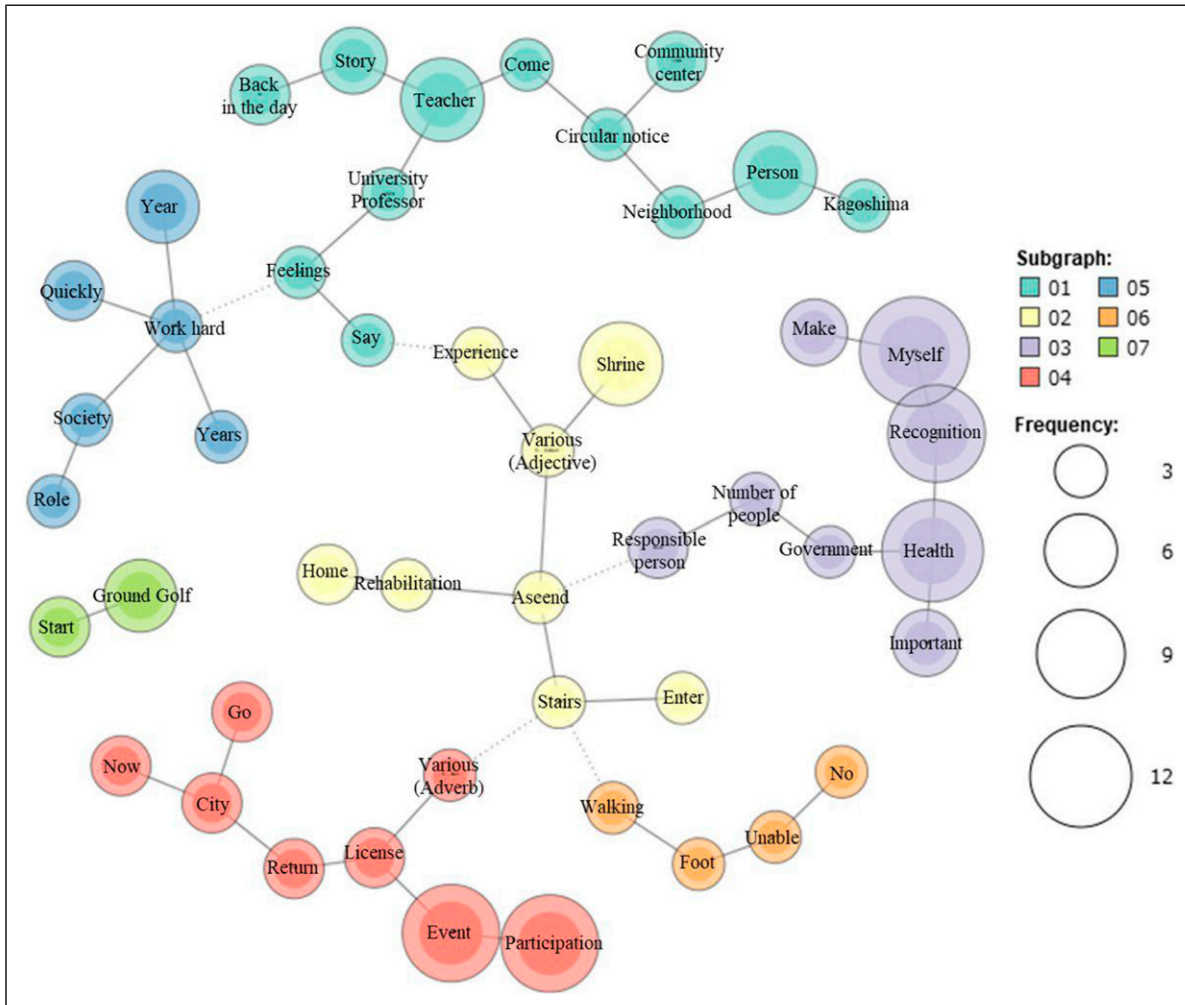 Story
Come
Community
center
Back
in the day
Teacher
Circular notice
University
Professor
Person
Neighborhood
Kagoshima
Year
Feelings
Quickly
Work hard
Say
Experience
Shrine
Make
Myself
Society
Years
Various
(Adjective)
Recognition
Role
Number of
people
Responsible
person
Government
Health
Home
Rehabilitation
Ascend
Ground Golf
Start
Important
Stairs
Enter
Go
Now
City
Various
(Adverb)
Walking
No
Return
License
Foot
Unable
Event
Participation
Subgraph:
01
05
02
06
03
07
04
Frequency:
3
6
9
12